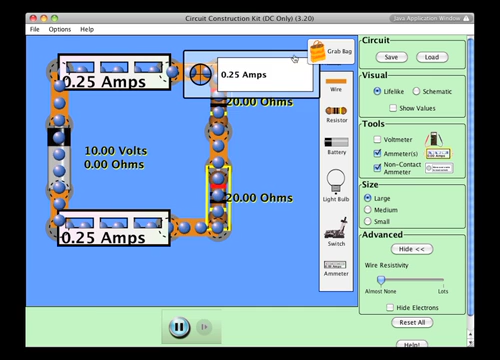 Circuit Construction Kit (DC Only) (3.20)
Java Application Window
File Options Help
0.25 Amps
0.25 Amps
20.00 Ohms
10.00 Volts
0.00 Ohms
20.00 Ohms
0.25 Amps
Grab Bag
Wire
Resistor
Battery
Light Bulb
Switch
Ammeter
Circuit
Save Load
Visual
Lifelike Schematic
Show Values
Tools
Voltmeter
Ammeter(s)
Non-Contact
Ammeter
Size
Large
Medium
Small
Advanced
Hide <<
Wire Resistivity
Almost None Lots
Hide Electrons
Reset All
Help!